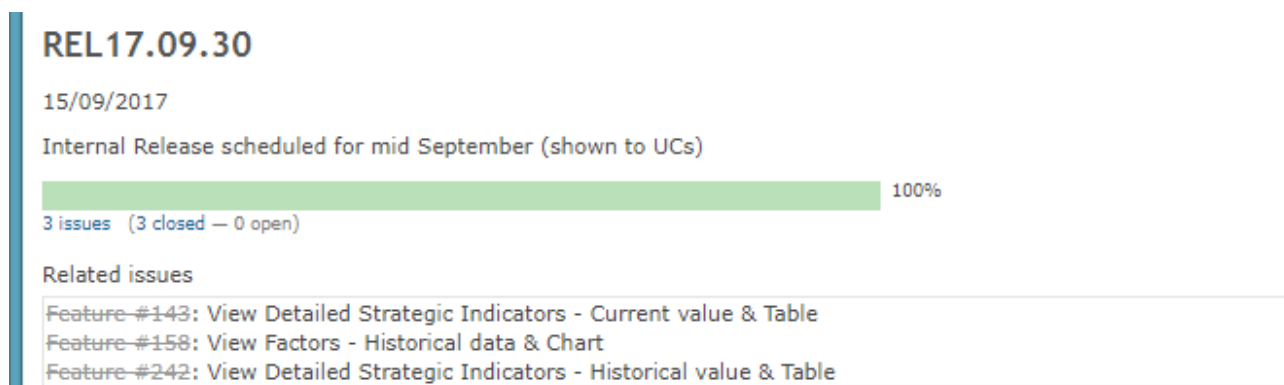 REL17.09.30
15/09/2017
Internal Release scheduled for mid September (shown to UCs)
100%
3 issues (3 closed — 0 open)
Related issues
Feature #143: View Detailed Strategic Indicators - Current value & Table
Feature #158: View Factors - Historical data & Chart
Feature #242: View Detailed Strategic Indicators - Historical value & Table